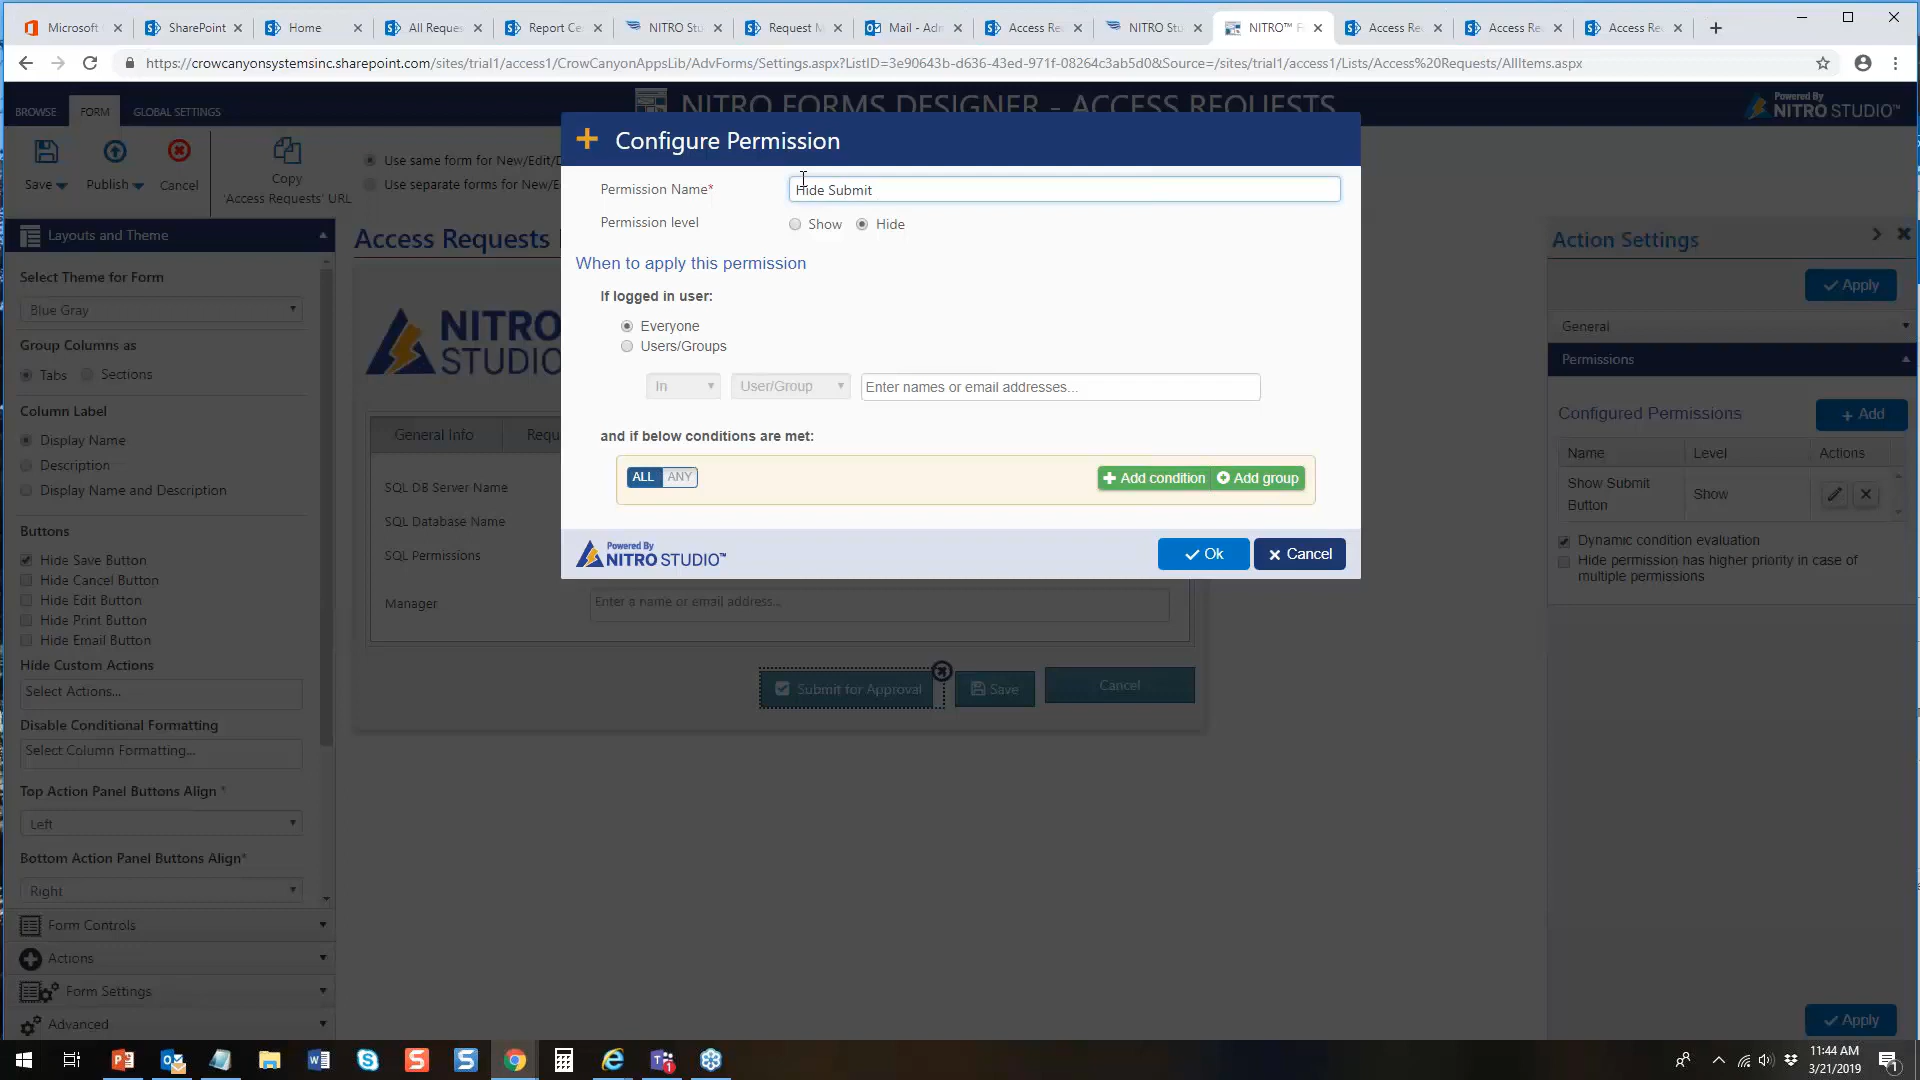 Microsoft
SharePoint
Home
All Reques
Report Ce
NITRO Stu
Request M
Mail - Adm
Access Re
NITRO Stu
NITRO™ F
Access Re
Access Re
Access Re
https://crowcanyonsystemsinc.sharepoint.com/sites/trial1/access1/CrowCanyonAppsLib/AdvForms/Settings.aspx?ListID=3e90643b-d636-43ed-971f-08264c3ab5d0&Source=/sites/trial1/access1/Lists/Access%20Requests/AllItems.aspx
BROWSE
FORM
GLOBAL SETTINGS
NITRO FORMS DESIGNER - ACCESS REQUESTS
Powered By
NITRO STUDIO™
Save
Publish
Cancel
Copy
'Access Requests' URL
Use same form for New/Edit/D
Use separate forms for New/E
Layouts and Theme
Select Theme for Form
Blue Gray
Group Columns as
Tabs
Sections
Column Label
Display Name
Description
Display Name and Description
Buttons
Hide Save Button
Hide Cancel Button
Hide Edit Button
Hide Print Button
Hide Email Button
Hide Custom Actions
Select Actions...
Disable Conditional Formatting
Select Column Formatting...
Top Action Panel Buttons Align *
Left
Bottom Action Panel Buttons Align*
Right
Form Controls
Actions
Form Settings
Advanced
Access Requests
NITRO
STUDIO
General Info
Requ
SQL DB Server Name
SQL Database Name
SQL Permissions
Manager
Enter a name or email address...
Submit for Approval
Save
Cancel
Configure Permission
Permission Name*
Hide Submit
Permission level
Show
Hide
When to apply this permission
If logged in user:
Everyone
Users/Groups
In
User/Group
Enter names or email addresses...
and if below conditions are met:
ALL
ANY
Add condition
Add group
Powered By
NITRO STUDIO™
Ok
Cancel
Action Settings
Apply
General
Permissions
Configured Permissions
Add
Name
Level
Actions
Show Submit
Button
Show
Dynamic condition evaluation
Hide permission has higher priority in case of
multiple permissions
Apply
11:44 AM
3/21/2019